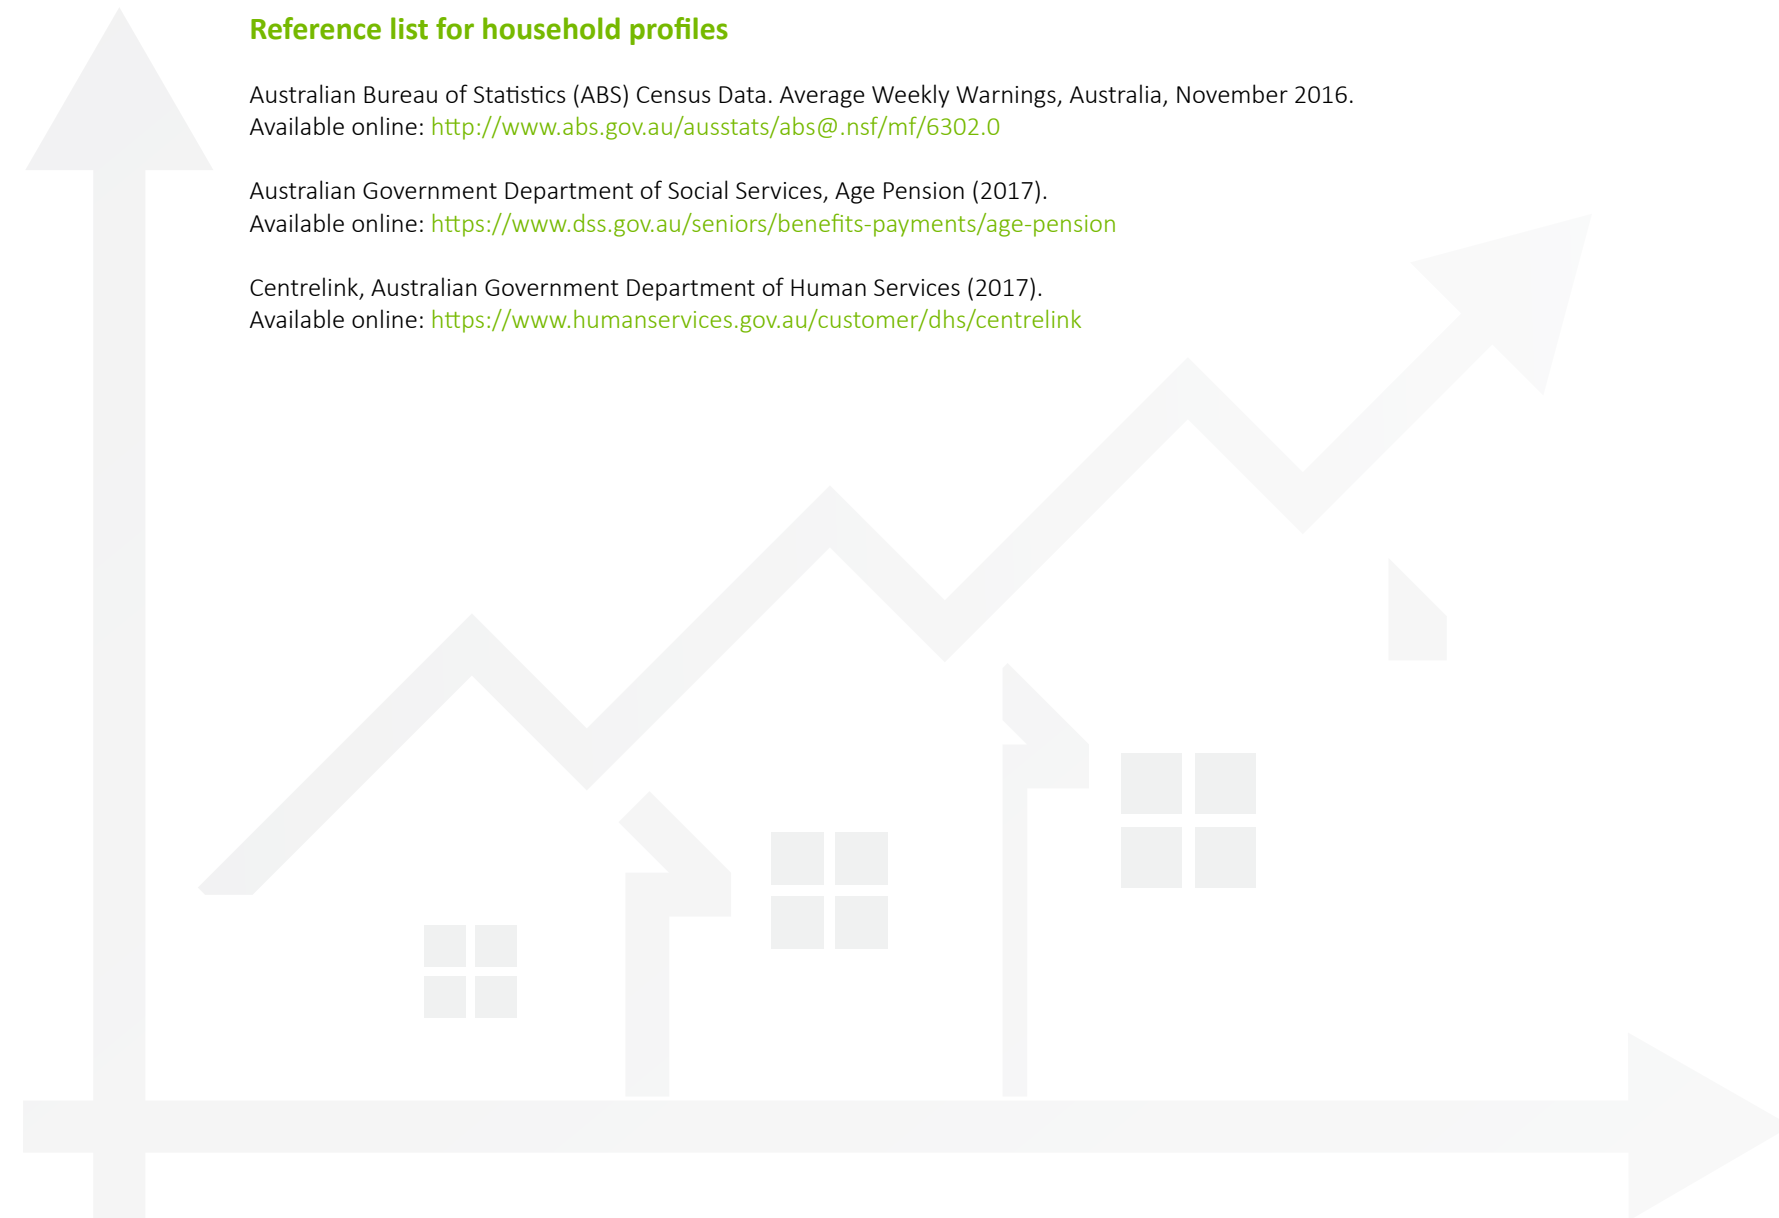 Reference list for household profiles
Australian Bureau of Statistics (ABS) Census Data. Average Weekly Warnings, Australia, November 2016.
Available online: http://www.abs.gov.au/ausstats/abs@.nsf/mf/6302.0
Australian Government Department of Social Services, Age Pension (2017).
Available online: https://www.dss.gov.au/seniors/benefits-payments/age-pension
Centrelink, Australian Government Department of Human Services (2017).
Available online: https://www.humanservices.gov.au/customer/dhs/centrelink